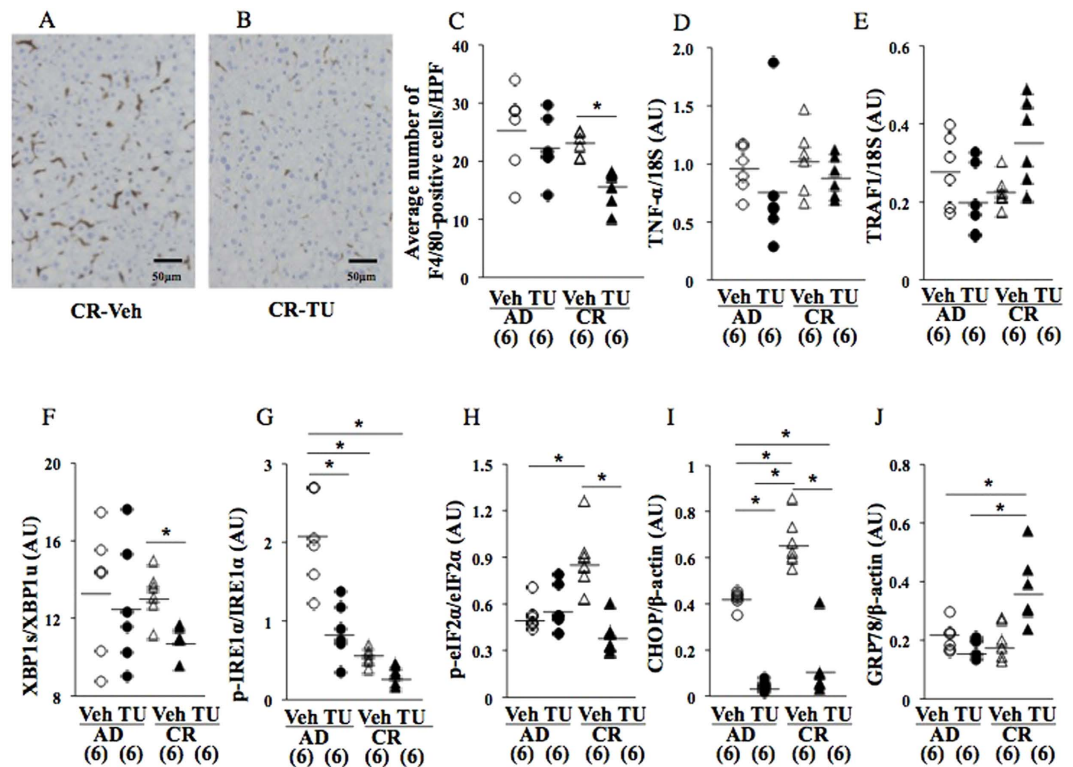 A
B
50μm
50μm
CR-Veh
CR-TU
C
Average number of
F4/80-positive cells/HPF
40
30
20
10
0
*
Veh TU Veh TU
AD CR
(6) (6) (6) (6)
D
TNF-α/18S (AU)
2.0
1.5
1.0
0.5
0
Veh TU Veh TU
AD CR
(6) (6) (6) (6)
E
TRAF1/18S (AU)
0.6
0.4
0.2
0
Veh TU Veh TU
AD CR
(6) (6) (6) (6)
F
XBP1s/XBP1u (AU)
20
16
12
8
*
Veh TU Veh TU
AD CR
(6) (6) (6) (6)
G
p-IRE1α/IRE1α (AU)
3
2
1
0
*
*
*
Veh TU Veh TU
AD CR
(6) (6) (6) (6)
H
p-eIF2α/eIF2α (AU)
1.5
1.2
0.9
0.6
0.3
0
* *
Veh TU Veh TU
AD CR
(6) (6) (6) (6)
I
CHOP/β-actin (AU)
1
0.8
0.6
0.4
0.2
0
*
*
* *
*
Veh TU Veh TU
AD CR
(6) (6) (6) (6)
J
GRP78/β-actin (AU)
0.8
0.6
0.4
0.2
0
*
*
Veh TU Veh TU
AD CR
(6) (6) (6) (6)